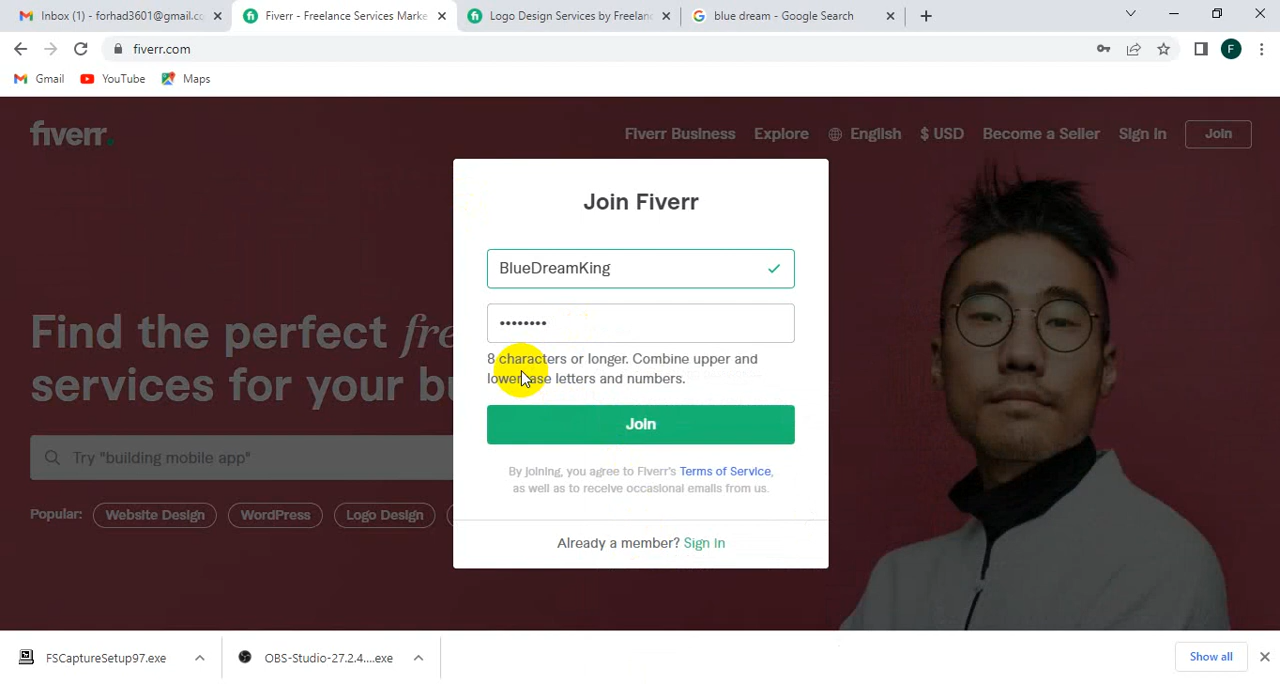 Inbox (1) - forhad3601@gmail.cc
Fiverr - Freelance Services Marke
Logo Design Services by Freelanc
blue dream - Google Search
fiverr.com
F
Gmail
YouTube
Maps
fiverr.
Fiverr Business
Explore
English
$ USD
Become a Seller
Sign in
Join
Join Fiverr
BlueDreamKing
••••••••
8 characters or longer. Combine upper and
lowercase letters and numbers.
Join
By joining, you agree to Fiverr's Terms of Service,
as well as to receive occasional emails from us.
Already a member? Sign In
Find the perfect fre
services for your bu
Try "building mobile app"
Popular:
Website Design
WordPress
Logo Design
FSCaptureSetup97.exe
OBS-Studio-27.2.4....exe
Show all